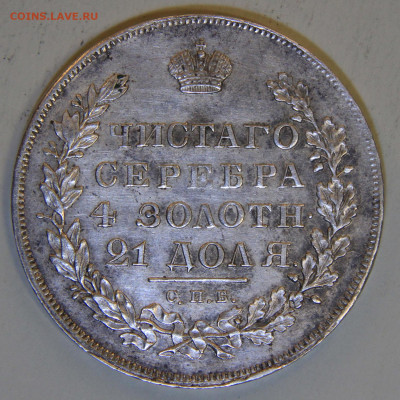 COINS.LAVE.RU
ЧИСТАГО
СЕРЕБРА
4 ЗОЛОТН.
21 ДОЛЯ
С.П.Б.